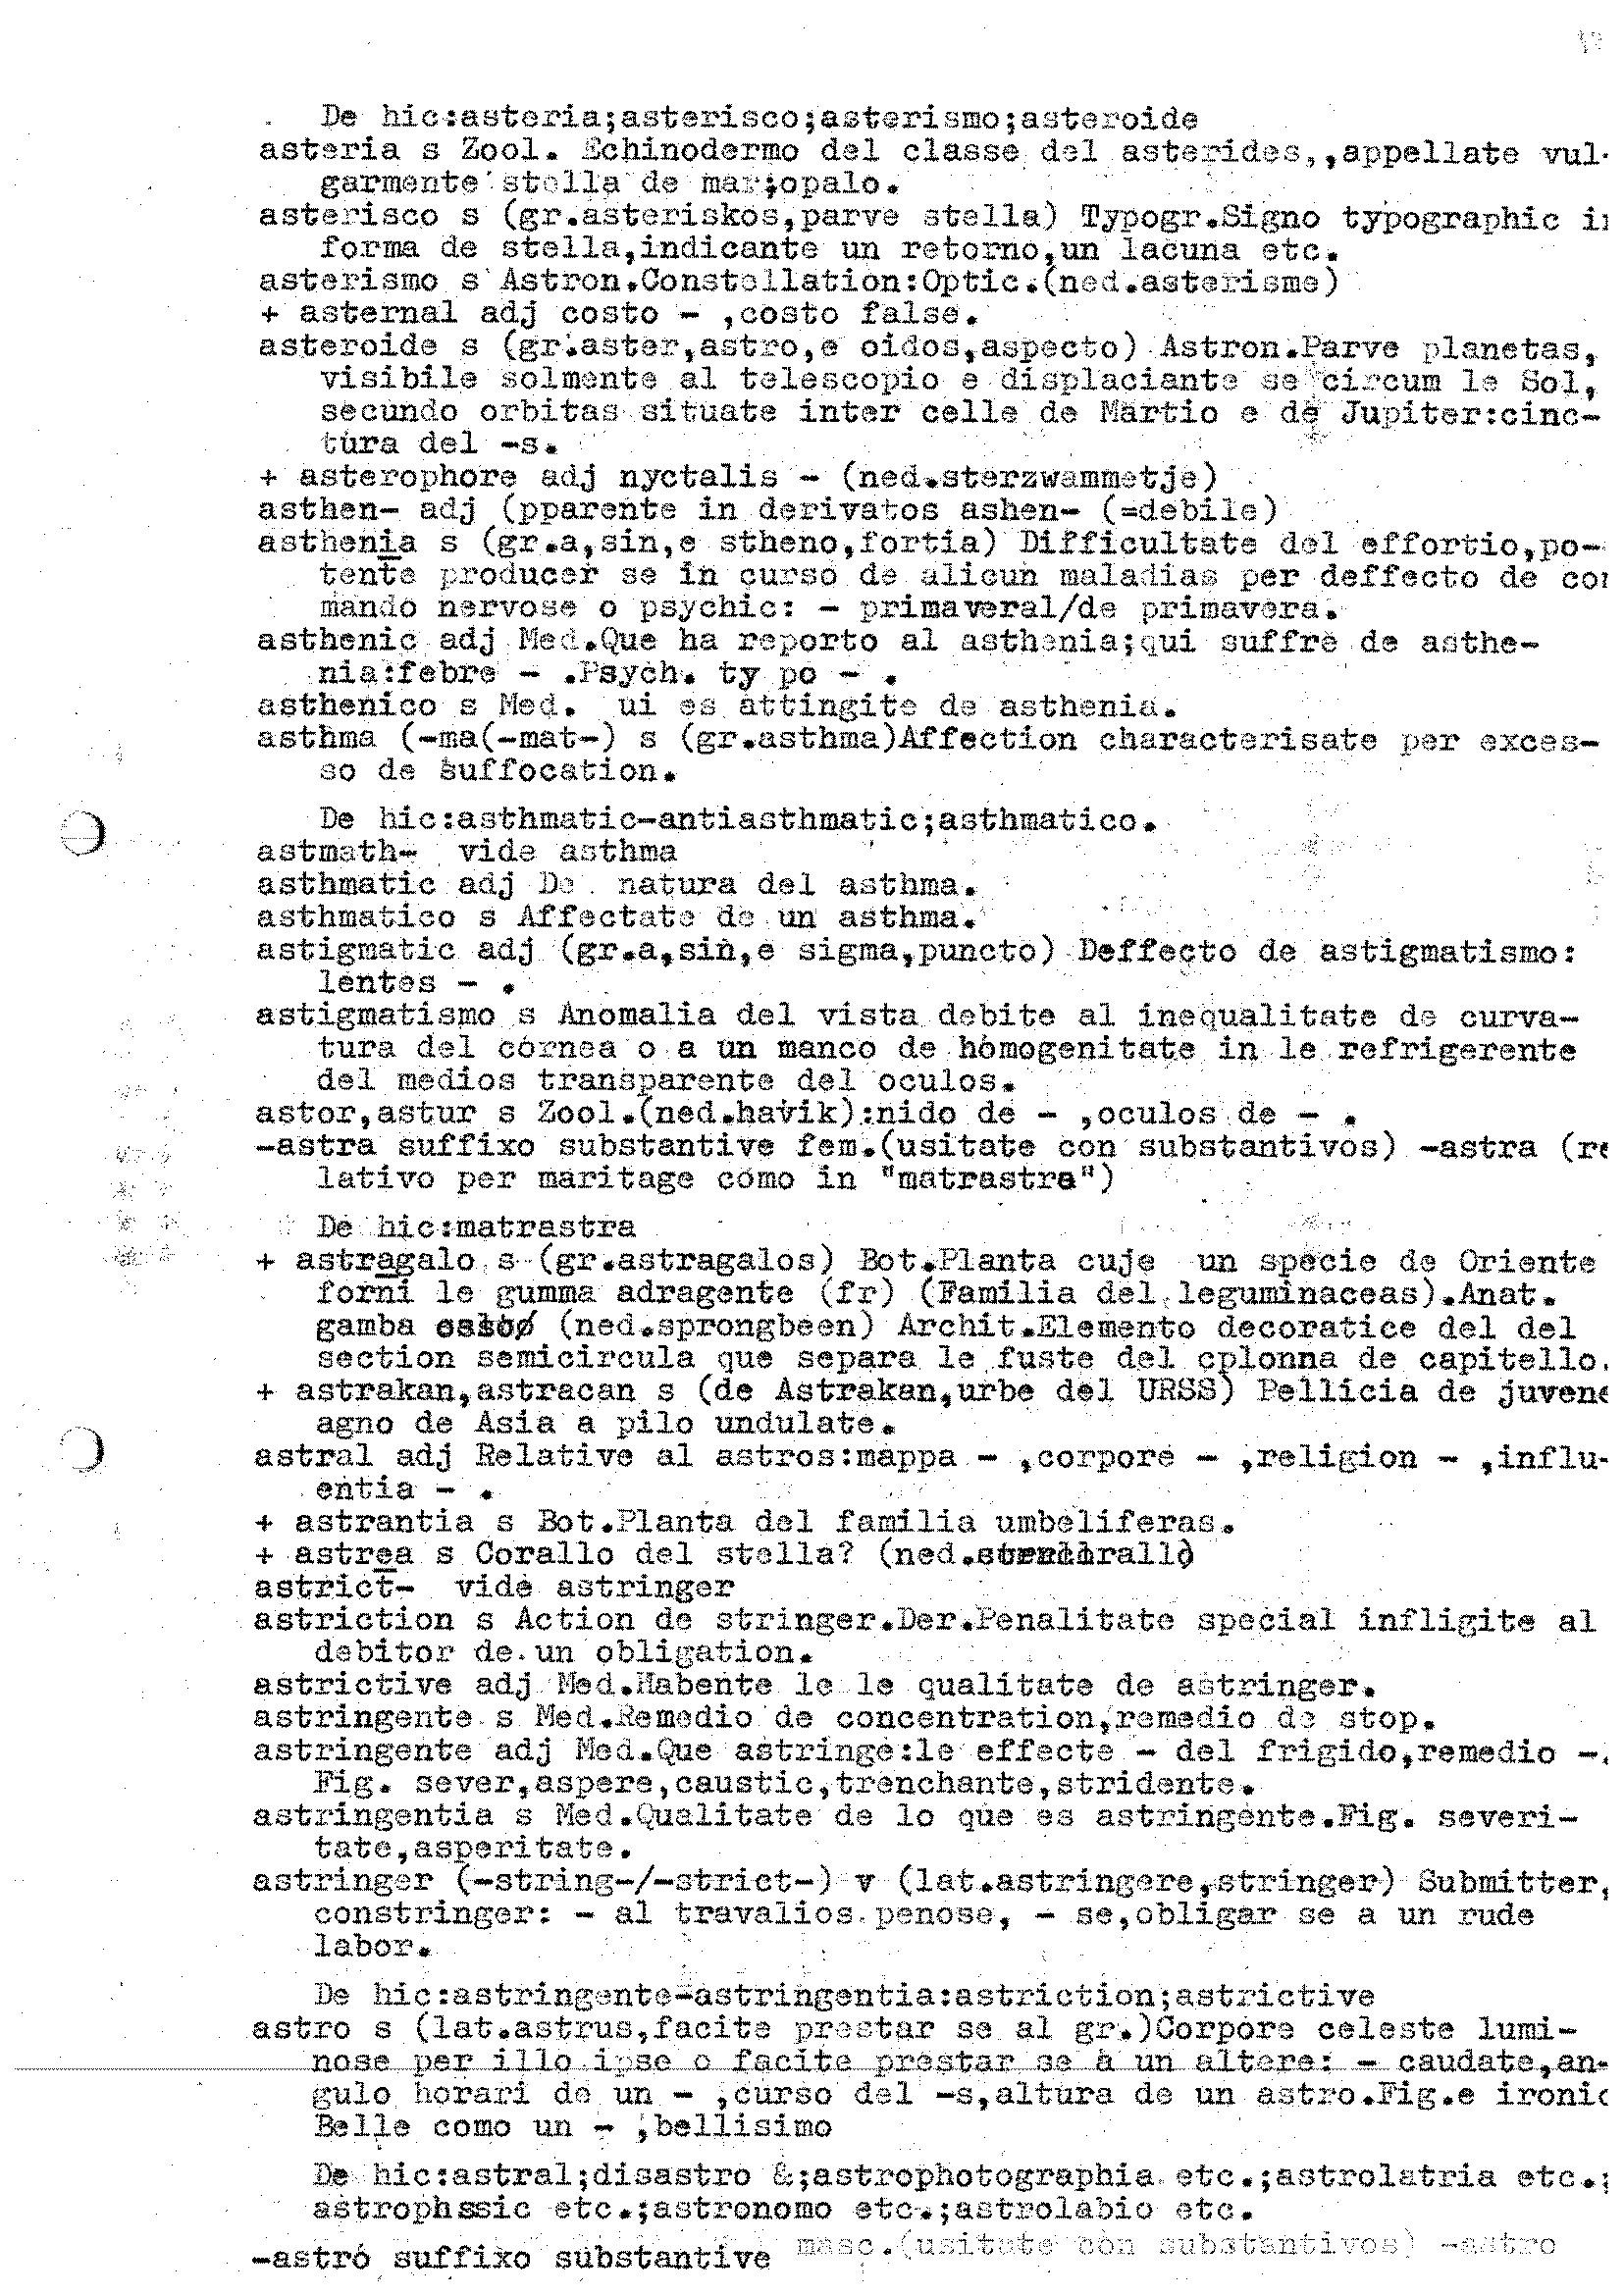 De hic:asteria;asterisco;asterismo;asteroide
asteria s Zool. Echinodermo del classe del asterides,,appellate vul-
garmente stella de mar;opalo.
asterisco s (gr.asteriskos,parve stella) Typogr.Signo typographic in
forma de stella,indicante un retorno,un lacuna etc.
asterismo s Astron.Constellation:Optic.(ned.asterisme)
+ asternal adj costo - ,costo false.
asteroide s (gr.aster,astro,e oidos,aspecto) Astron.Parve planetas,
visibile solmente al telescopio e displaciante se circum le Sol,
secundo orbitas situate inter celle de Martio e de Jupiter:cinc-
tura del -s.
+ asterophore adj nyctalis - (ned.sterzwammetje)
asthen- adj (pparente in derivatos ashen- (=debile)
asthenia s (gr.a,sin,e stheno,fortia) Difficultate del effortio,po-
tente producer se in curso de alicun maladias per deffecto de com
mando nervose o psychic: - primaveral/de primavera.
asthenic adj Med.Que ha reporto al asthenia;qui suffre de asthe-
nia:febre - .Psych. ty po - .
asthenico s Med. ui es attingite de asthenia.
asthma (-ma(-mat-) s (gr.asthma)Affection characterisate per exces-
so de suffocation.
De hic:asthmatic-antiasthmatic;asthmatico.
astmath- vide asthma
asthmatic adj De natura del asthma.
asthmatico s Affectate de un asthma.
astigmatic adj (gr.a,sin,e sigma,puncto) Deffecto de astigmatismo:
lentes - .
astigmatismo s Anomalia del vista debite al inequalitate de curva-
tura del cornea o a un manco de homogenitate in le refrigerente
del medios transparente del oculos.
astor,astur s Zool.(ned.havik):nido de - ,oculos de - .
-astra suffixo substantive fem.(usitate con substantivos) -astra (re
lativo per maritage como in "matrastra")
De hic:matrastra
+ astragalo s (gr.astragalos) Bot.Planta cuje un specie de Oriente
forni le gumma adragente (fr) (Familia del leguminaceas).Anat.
gamba (ned.sprongbeen) Archit.Elemento decoratice del del
section semicircula que separa le fuste del cplonna de capitello.
+ astrakan,astracan s (de Astrakan,urbe del URSS) Pellicia de juvene
agno de Asia a pilo undulate.
astral adj Relative al astros:mappa - ,corpore - ,religion - ,influ-
entia - .
+ astrantia s Bot.Planta del familia umbeliferas.
+ astrea s Corallo del stella? (ned.
astrict- vide astringer
astriction s Action de stringer.Der.Penalitate special infligite al
debitor de un obligation.
astrictive adj Med.Habente le le qualitate de astringer.
astringente s Med.Remedio de concentration,remedio de stop.
astringente adj Med.Que astringe:le effecte - del frigido,remedio -.
Fig. sever,aspere,caustic,trenchante,stridente.
astringentia s Med.Qualitate de lo que es astringente.Fig. severi-
tate,asperitate.
astringer (-string-/-strict-) v (lat.astringere,stringer) Submitter,
constringer: - al travalios penose, - se,obligar se a un rude
labor.
De hic:astringente-astringentia:astriction;astrictive
astro s (lat.astrus,facite prestar se al gr.)Corpore celeste lumi-
nose per illo ipse o facite prestar se a un altere: - caudate,an-
gulo horari de un - ,curso del -s,altura de un astro.Fig.e ironic
Belle como un - ;bellisimo
De hic:astral;disastro &;astrophotographia etc.;astrolatria etc.;
astrophssic etc.;astronomo etc.;astrolabio etc.
-astro suffixo substantive masc.(usitate con substantivos) -astro